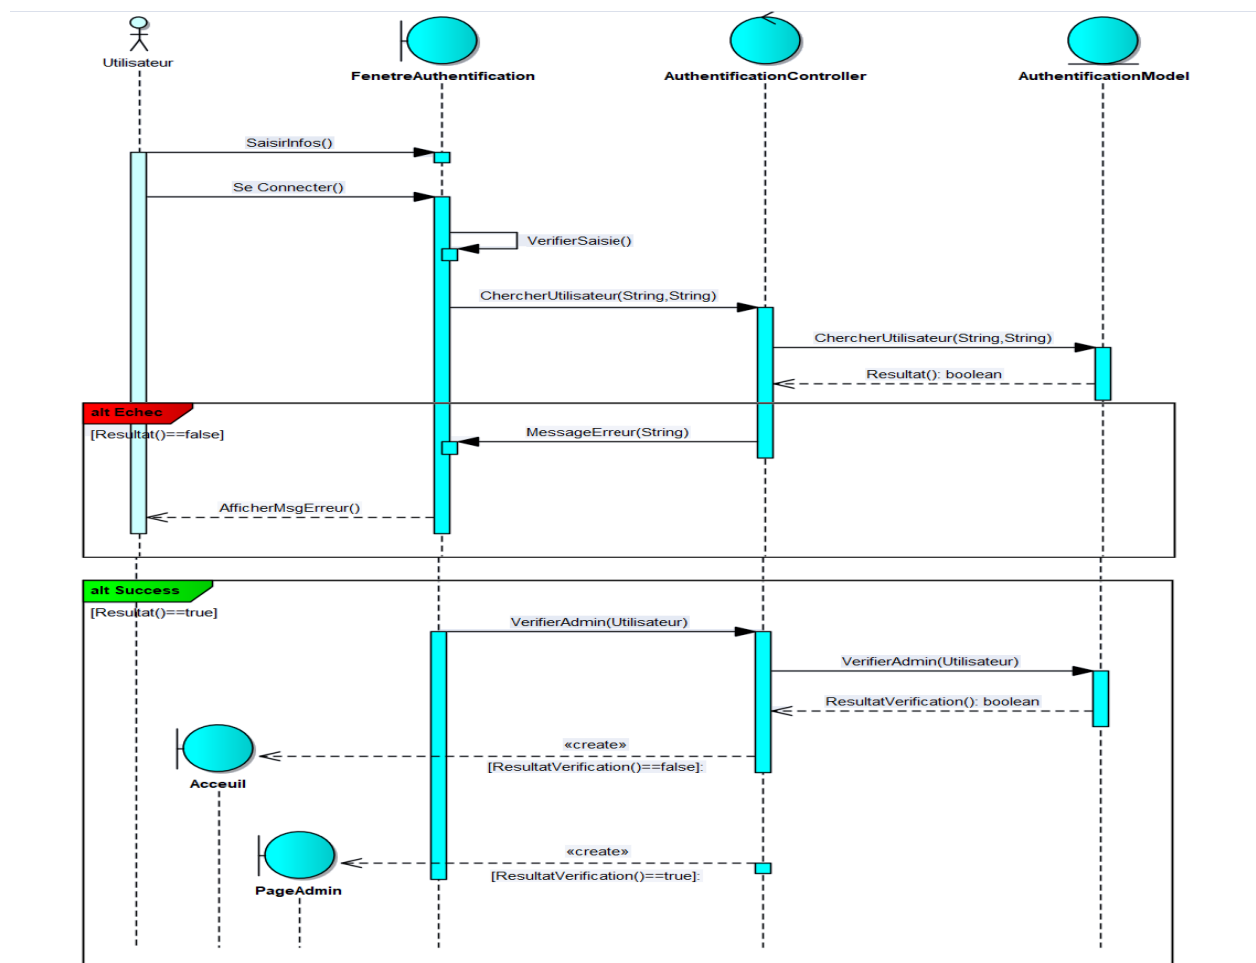 Utilisateur
FenetreAuthentification
AuthentificationController
AuthentificationModel
SaisirInfos()
Se Connecter()
VerifierSaisie()
ChercherUtilisateur(String,String)
ChercherUtilisateur(String,String)
Resultat(): boolean
alt Echec
[Resultat()==false]
MessageErreur(String)
AfficherMsgErreur()
alt Success
[Resultat()==true]
VerifierAdmin(Utilisateur)
VerifierAdmin(Utilisateur)
ResultatVerification(): boolean
«create»
[ResultatVerification()==false]:
Acceuil
«create»
[ResultatVerification()==true]:
PageAdmin